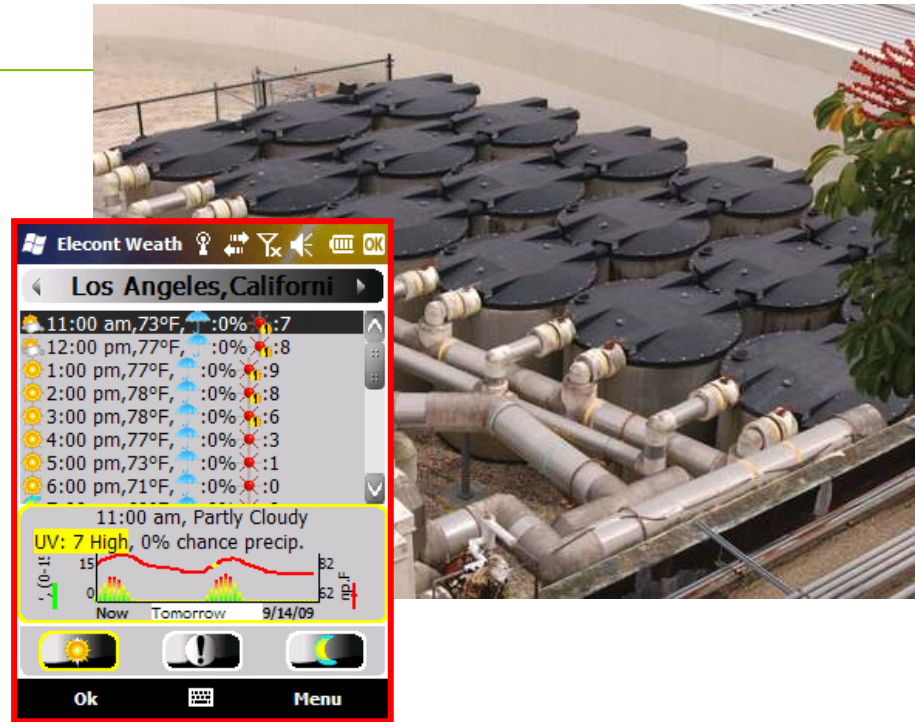 Elecont Weath OK
Los Angeles,Californi
11:00 am,73°F, :0% :7
12:00 pm,77°F, :0% :8
1:00 pm,77°F, :0% :9
2:00 pm,78°F, :0% :8
3:00 pm,78°F, :0% :6
4:00 pm,77°F, :0% :3
5:00 pm,73°F, :0% :1
6:00 pm,71°F, :0% :0
11:00 am, Partly Cloudy
UV: 7 High, 0% chance precip.
15 82
0 62
Now Tomorrow 9/14/09
Ok Menu